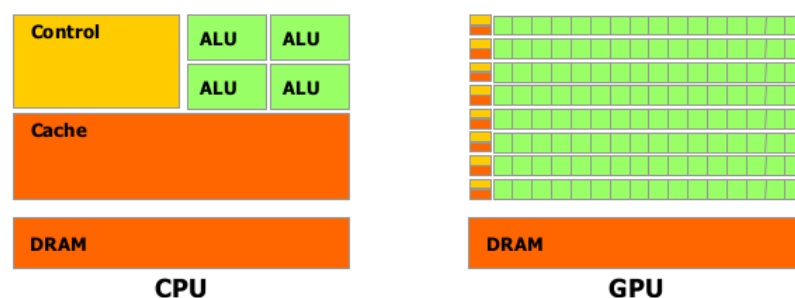 Control
ALU ALU
ALU ALU
Cache
DRAM
CPU
DRAM
GPU